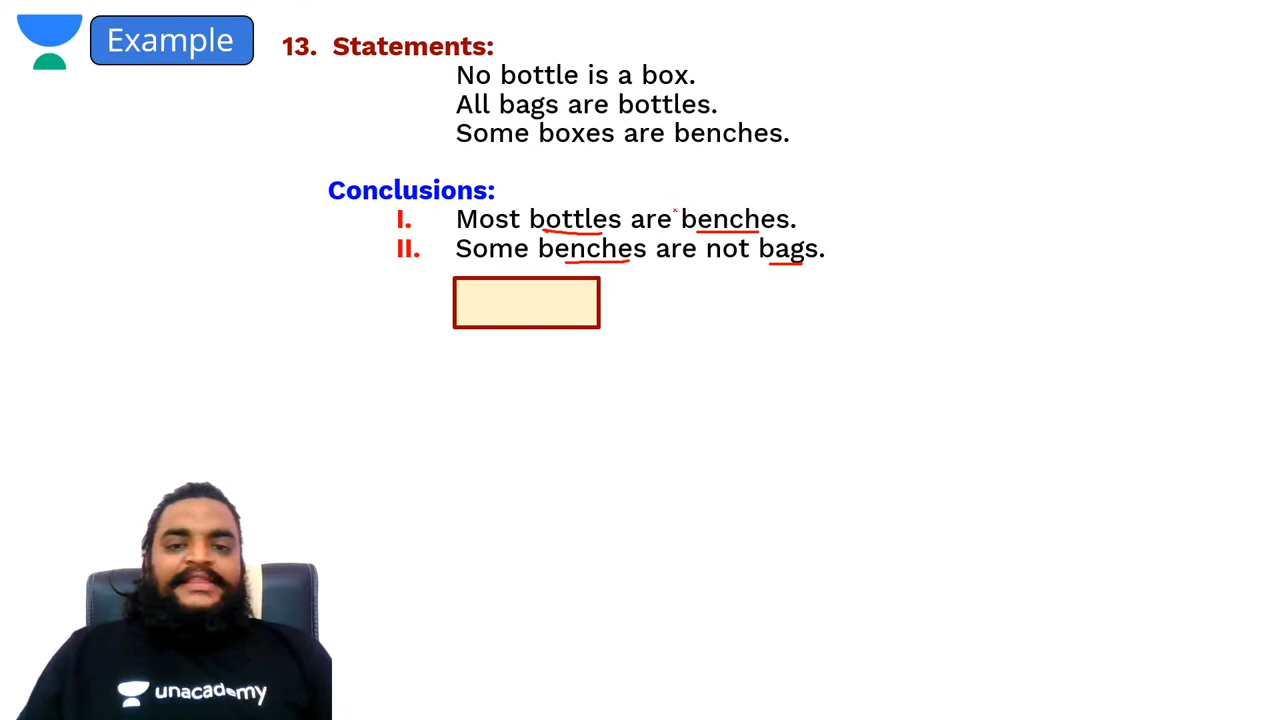 Example
13. Statements:
No bottle is a box.
All bags are bottles.
Some boxes are benches.
Conclusions:
I. Most bottles are benches.
II. Some benches are not bags.
unacademy